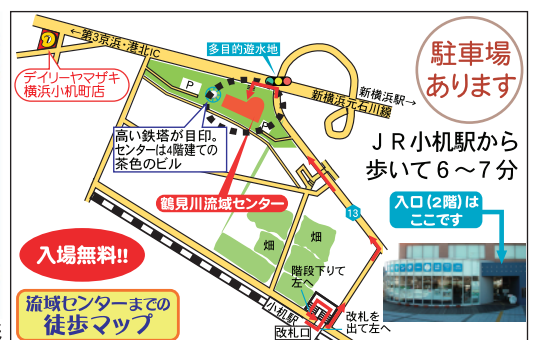 ←第3京浜・港北IC
多目的遊水地
駐車場
あります
デイリーヤマザキ
横浜小机町店
P
新横浜駅→
新横浜元石川線
P
高い鉄塔が目印。
センターは4階建ての
茶色のビル
JR小机駅から
歩いて6～7分
鶴見川流域センター
13
入口（2階）は
ここです
畑
畑
入場無料!!
階段下りて
左へ
流域センターまでの
徒歩マップ
小机駅
改札口
改札を
出て左へ